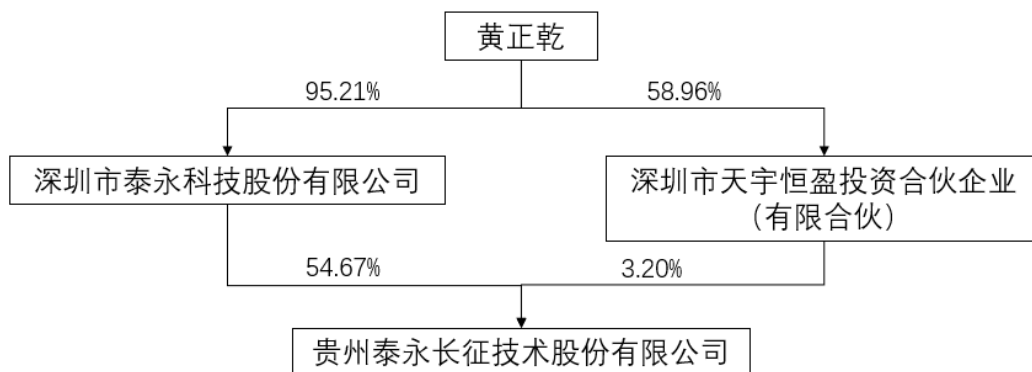 黄正乾
95.21%
58.96%
深圳市泰永科技股份有限公司
深圳市天宇恒盈投资合伙企业
（有限合伙）
54.67%
3.20%
贵州泰永长征技术股份有限公司